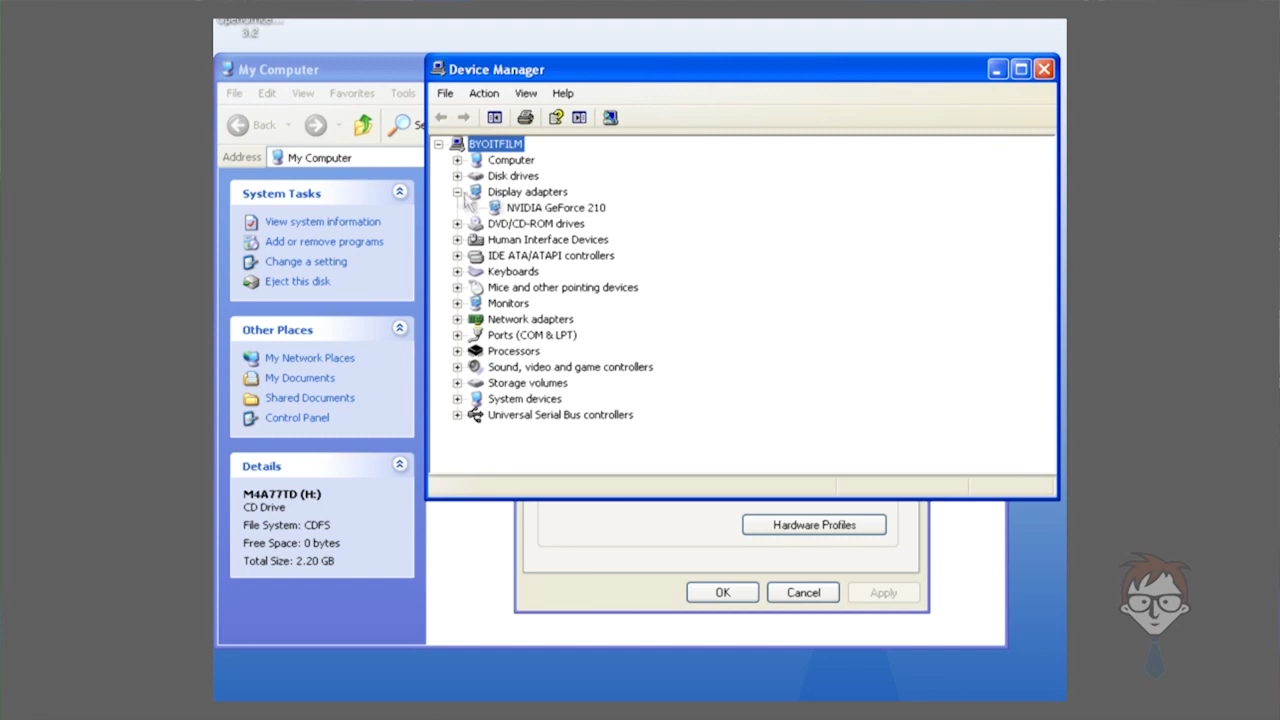 OpenOffice....
3.2
My Computer
File Edit View Favorites Tools
Back
Address My Computer
System Tasks
View system information
Add or remove programs
Change a setting
Eject this disk
Other Places
My Network Places
My Documents
Shared Documents
Control Panel
Details
M4A77TD (H:)
CD Drive
File System: CDFS
Free Space: 0 bytes
Total Size: 2.20 GB
Device Manager
File Action View Help
BYOITFILM
Computer
Disk drives
Display adapters
NVIDIA GeForce 210
DVD/CD-ROM drives
Human Interface Devices
IDE ATA/ATAPI controllers
Keyboards
Mice and other pointing devices
Monitors
Network adapters
Ports (COM & LPT)
Processors
Sound, video and game controllers
Storage volumes
System devices
Universal Serial Bus controllers
Hardware Profiles
OK Cancel Apply